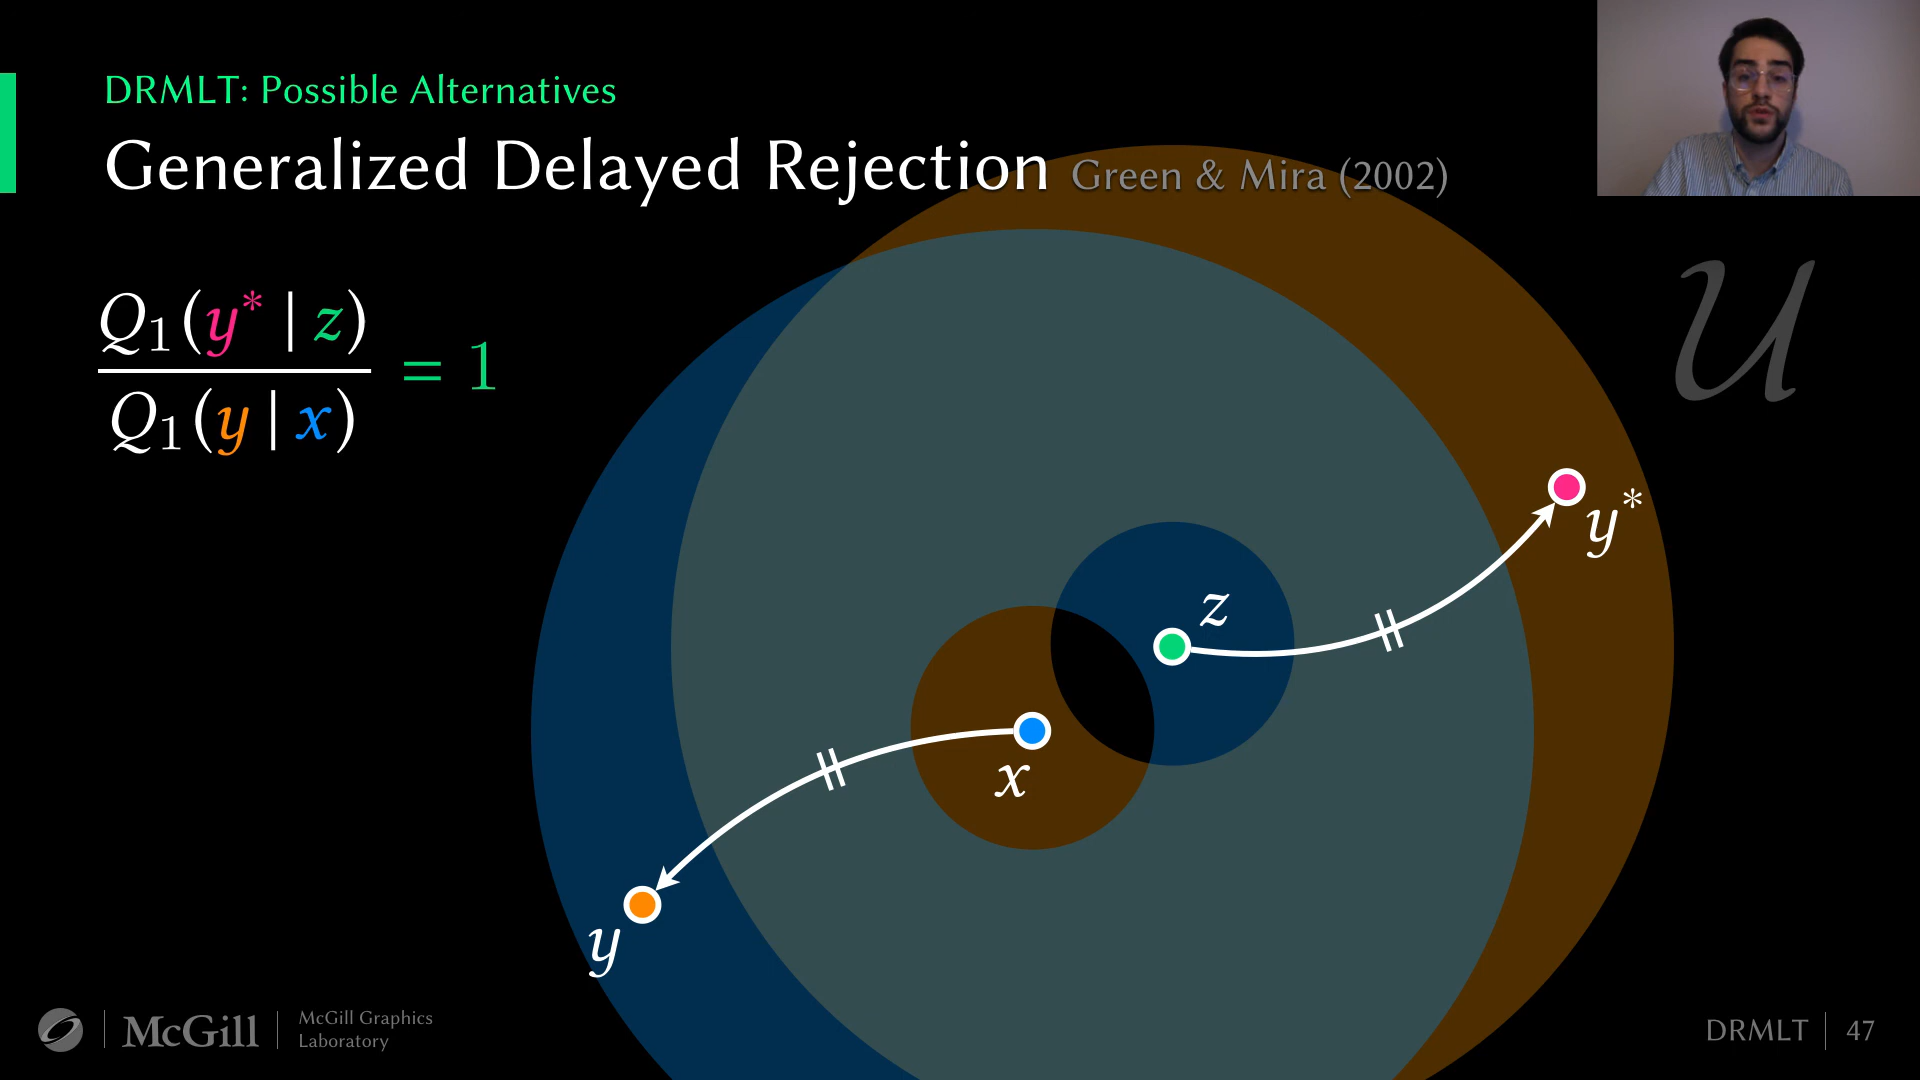 DRMLT: Possible Alternatives
Generalized Delayed Rejection Green & Mira (2002)
𝒰
Q₁(y* | z)
= 1
Q₁(y | x)
y*
z
x
y
McGill
McGill Graphics
Laboratory
DRMLT
47